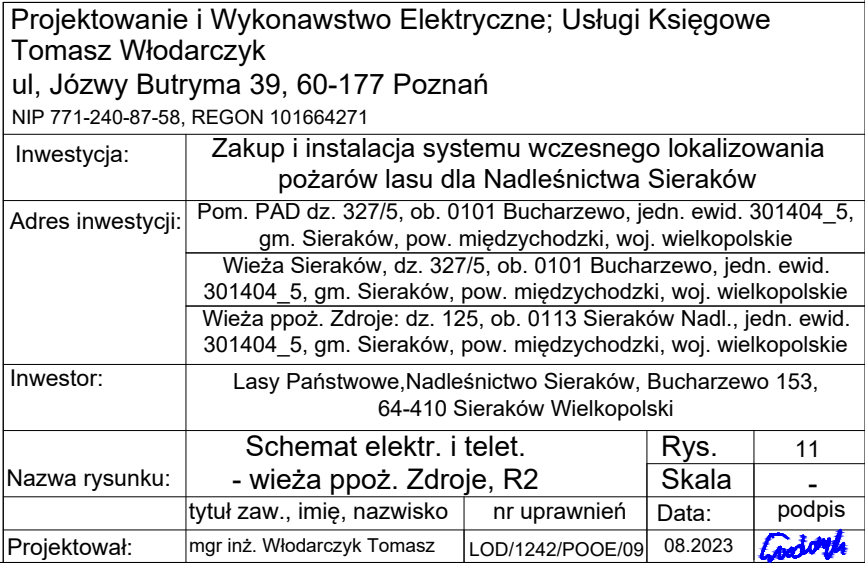 Projektowanie i Wykonawstwo Elektryczne; Usługi Księgowe
Tomasz Włodarczyk
ul, Józwy Butryma 39, 60-177 Poznań
NIP 771-240-87-58, REGON 101664271
Inwestycja:
Zakup i instalacja systemu wczesnego lokalizowania
pożarów lasu dla Nadleśnictwa Sieraków
Adres inwestycji:
Pom. PAD dz. 327/5, ob. 0101 Bucharzewo, jedn. ewid. 301404_5,
gm. Sieraków, pow. międzychodzki, woj. wielkopolskie
Wieża Sieraków, dz. 327/5, ob. 0101 Bucharzewo, jedn. ewid.
301404_5, gm. Sieraków, pow. międzychodzki, woj. wielkopolskie
Wieża ppoż. Zdroje: dz. 125, ob. 0113 Sieraków Nadl., jedn. ewid.
301404_5, gm. Sieraków, pow. międzychodzki, woj. wielkopolskie
Inwestor:
Lasy Państwowe,Nadleśnictwo Sieraków, Bucharzewo 153,
64-410 Sieraków Wielkopolski
Nazwa rysunku:
Schemat elektr. i telet.
- wieża ppoż. Zdroje, R2
Rys. 11
Skala -
tytuł zaw., imię, nazwisko nr uprawnień Data: podpis
Projektował: mgr inż. Włodarczyk Tomasz LOD/1242/POOE/09 08.2023